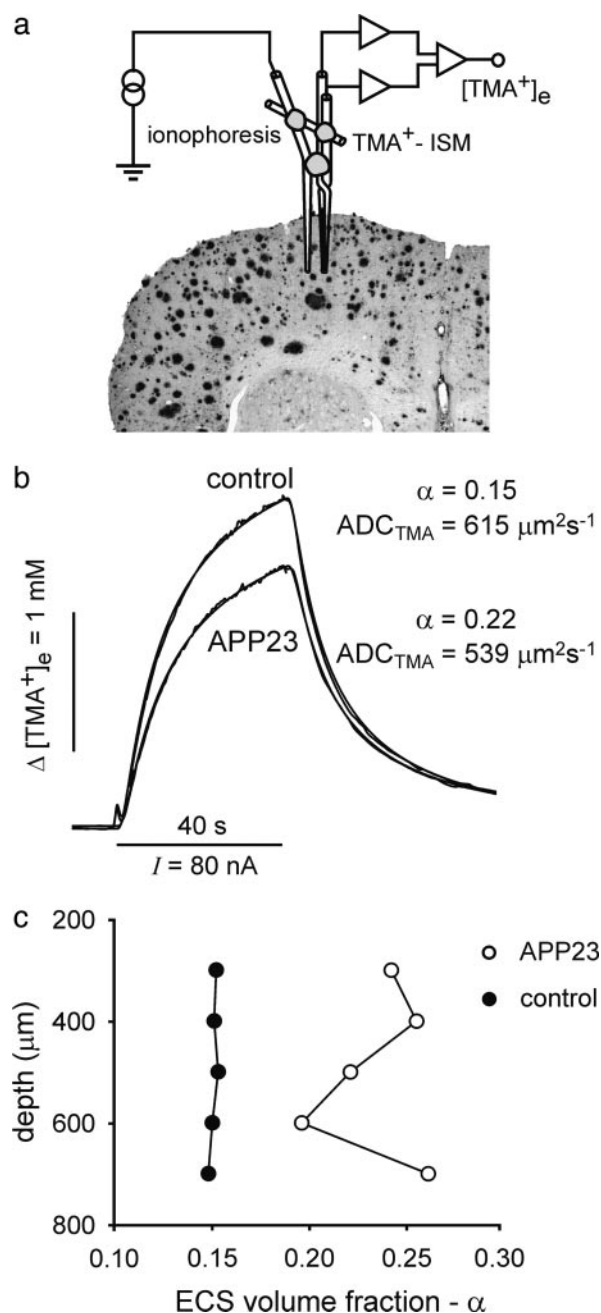 a
ionophoresis
TMA⁺- ISM
[TMA⁺]ₑ
b
control
α = 0.15
ADC_TMA = 615 μm²s⁻¹
APP23
α = 0.22
ADC_TMA = 539 μm²s⁻¹
Δ [TMA⁺]ₑ = 1 mM
40 s
I = 80 nA
c
200
400
600
800
depth (μm)
APP23
control
0.10
0.15
0.20
0.25
0.30
ECS volume fraction - α